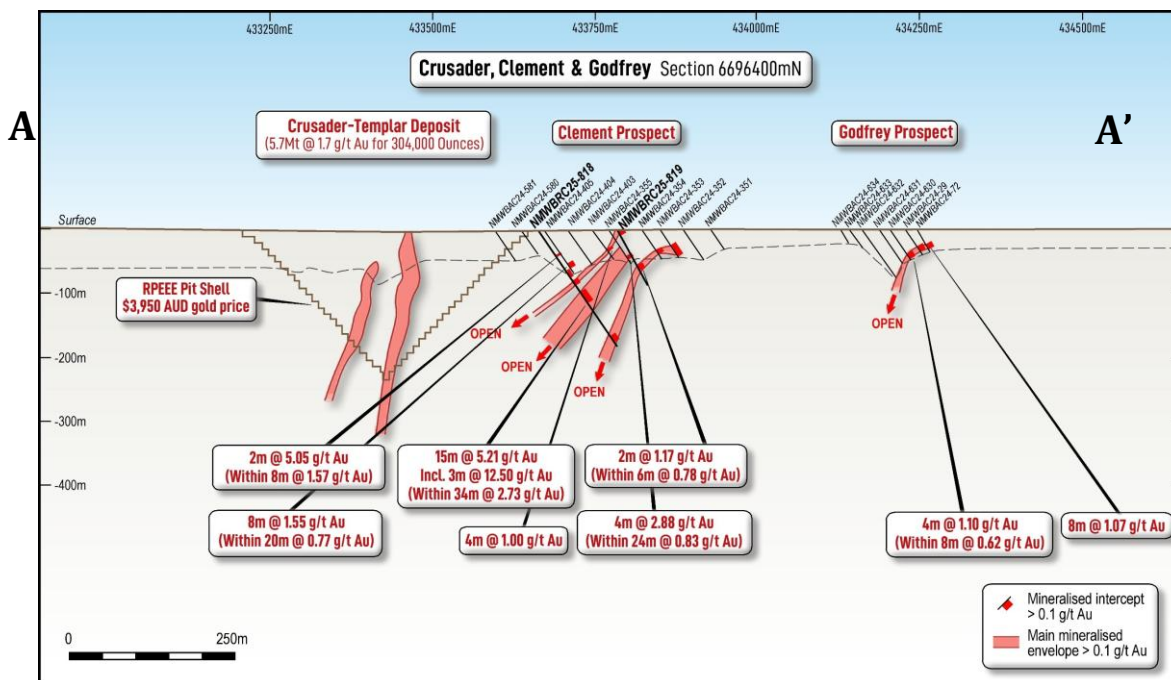 433250mE
433500mE
433750mE
434000mE
434250mE
434500mE
Crusader, Clement & Godfrey Section 6696400mN
A
A’
Crusader-Templar Deposit
(5.7Mt @ 1.7 g/t Au for 304,000 Ounces)
Clement Prospect
Godfrey Prospect
NMWBAC24-581
NMWBAC24-580
NMWBRC25-818
NMWBAC24-405
NMWBAC24-404
NMWBAC24-403
NMWBAC24-355
NMWBRC25-819
NMWBAC24-354
NMWBAC24-353
NMWBAC24-352
NMWBAC24-351
NMWBAC24-634
NMWBAC24-633
NMWBAC24-632
NMWBAC24-631
NMWBAC24-630
NMWBAC24-29
NMWBAC24-72
Surface
-100m
-200m
-300m
-400m
RPEEE Pit Shell
$3,950 AUD gold price
OPEN
OPEN
OPEN
OPEN
2m @ 5.05 g/t Au
(Within 8m @ 1.57 g/t Au)
15m @ 5.21 g/t Au
Incl. 3m @ 12.50 g/t Au
(Within 34m @ 2.73 g/t Au)
2m @ 1.17 g/t Au
(Within 6m @ 0.78 g/t Au)
8m @ 1.55 g/t Au
(Within 20m @ 0.77 g/t Au)
4m @ 1.00 g/t Au
4m @ 2.88 g/t Au
(Within 24m @ 0.83 g/t Au)
4m @ 1.10 g/t Au
(Within 8m @ 0.62 g/t Au)
8m @ 1.07 g/t Au
Mineralised intercept
> 0.1 g/t Au
Main mineralised
envelope > 0.1 g/t Au
0
250m